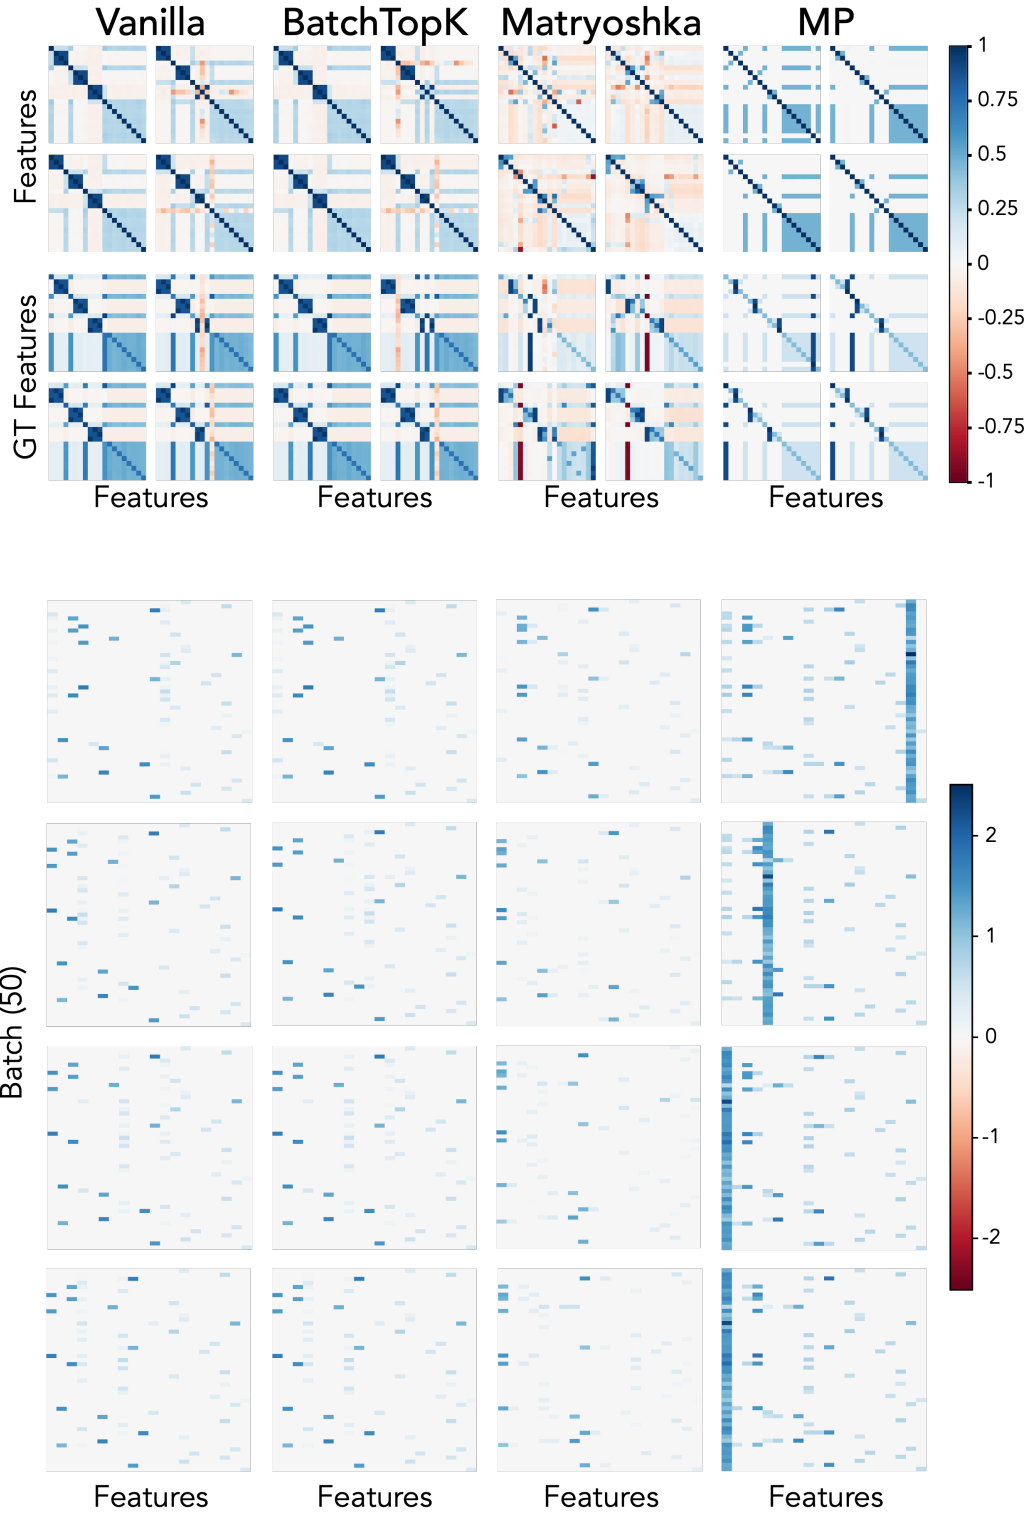 Vanilla BatchTopK Matryoshka MP
Features
1
0.75
0.5
0.25
0
-0.25
-0.5
-0.75
-1
GT Features
Features Features Features Features
Batch (50)
2
1
0
-1
-2
Features Features Features Features